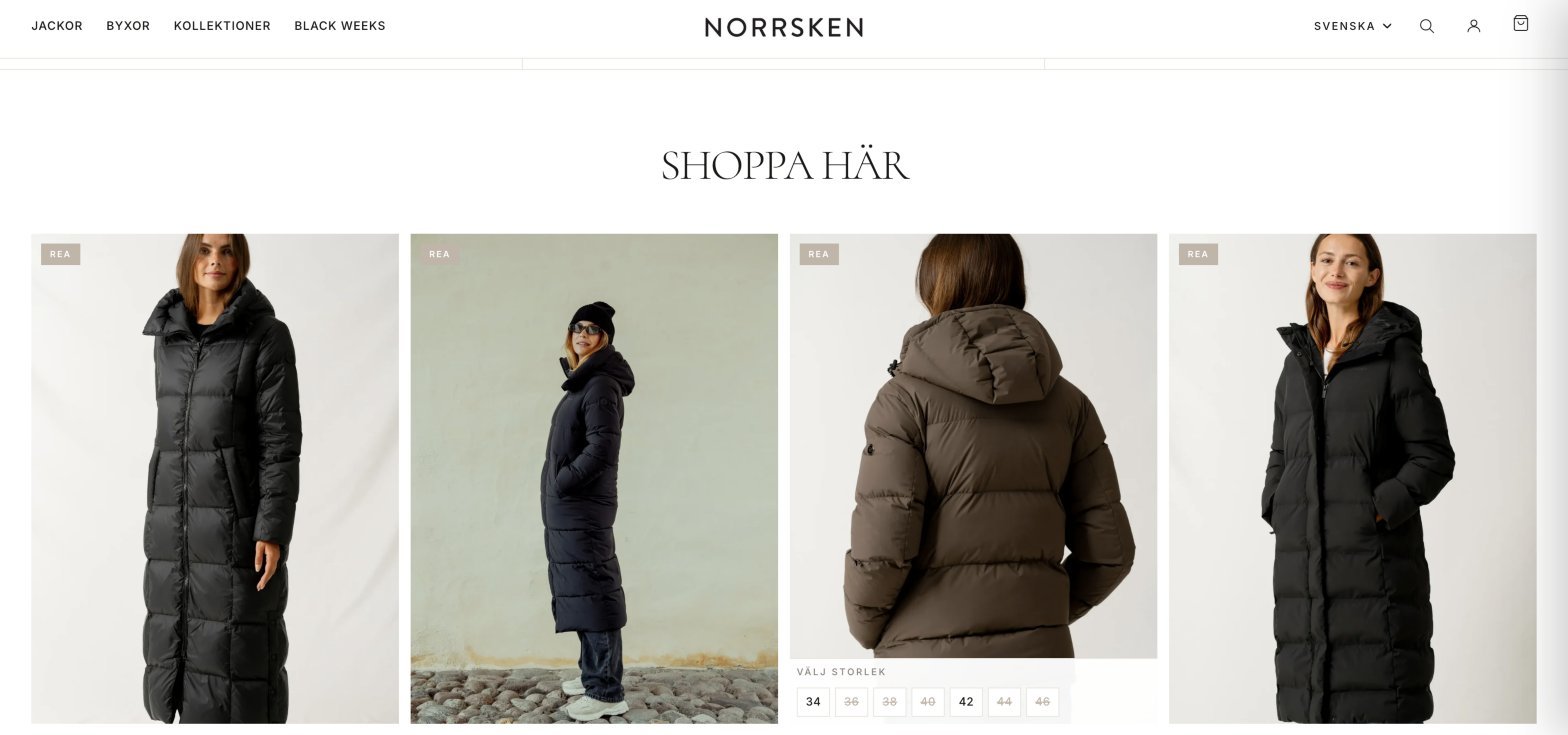 JACKOR BYXOR KOLLEKTIONER BLACK WEEKS NORRSKEN SVENSKA
SHOPPA HÄR
REA REA REA REA
VÄLJ STORLEK
34 36 38 40 42 44 46